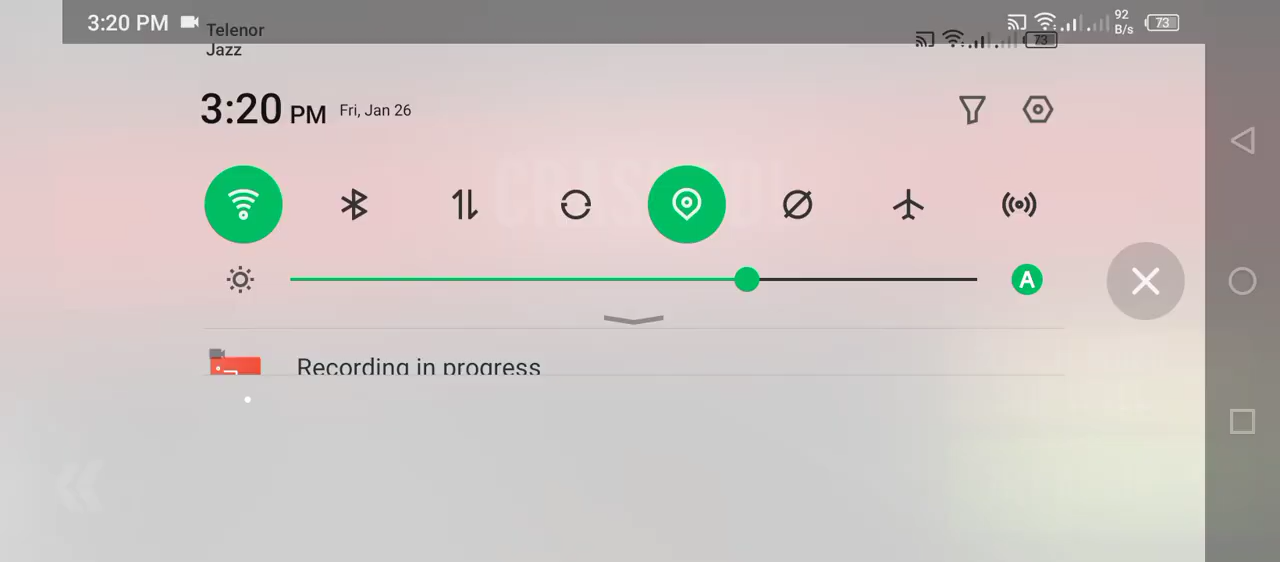 3:20 PM
92
B/s
73
Telenor
Jazz
73
3:20 PM Fri, Jan 26
A
Recording in progress